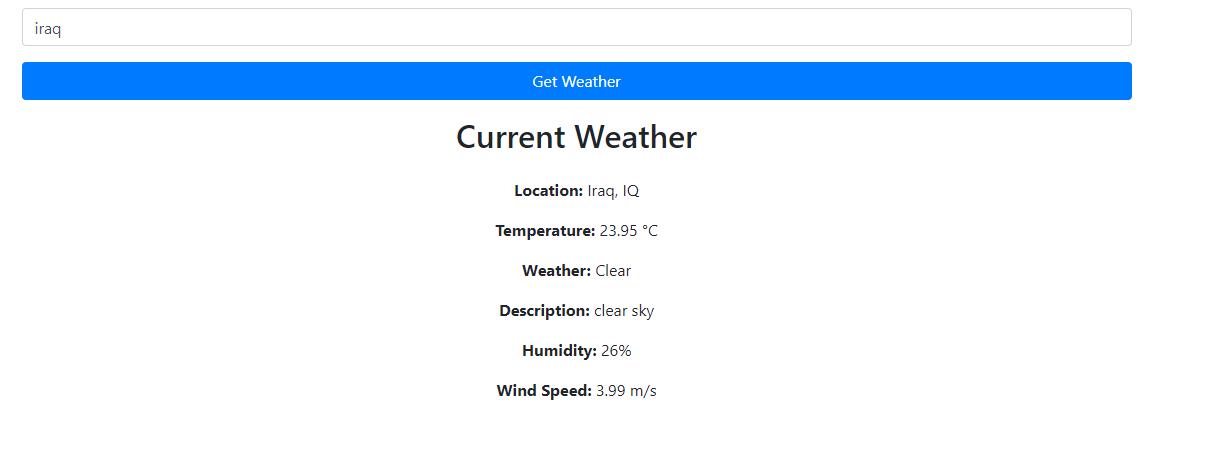 iraq
Get Weather
Current Weather
Location: Iraq, IQ
Temperature: 23.95 °C
Weather: Clear
Description: clear sky
Humidity: 26%
Wind Speed: 3.99 m/s